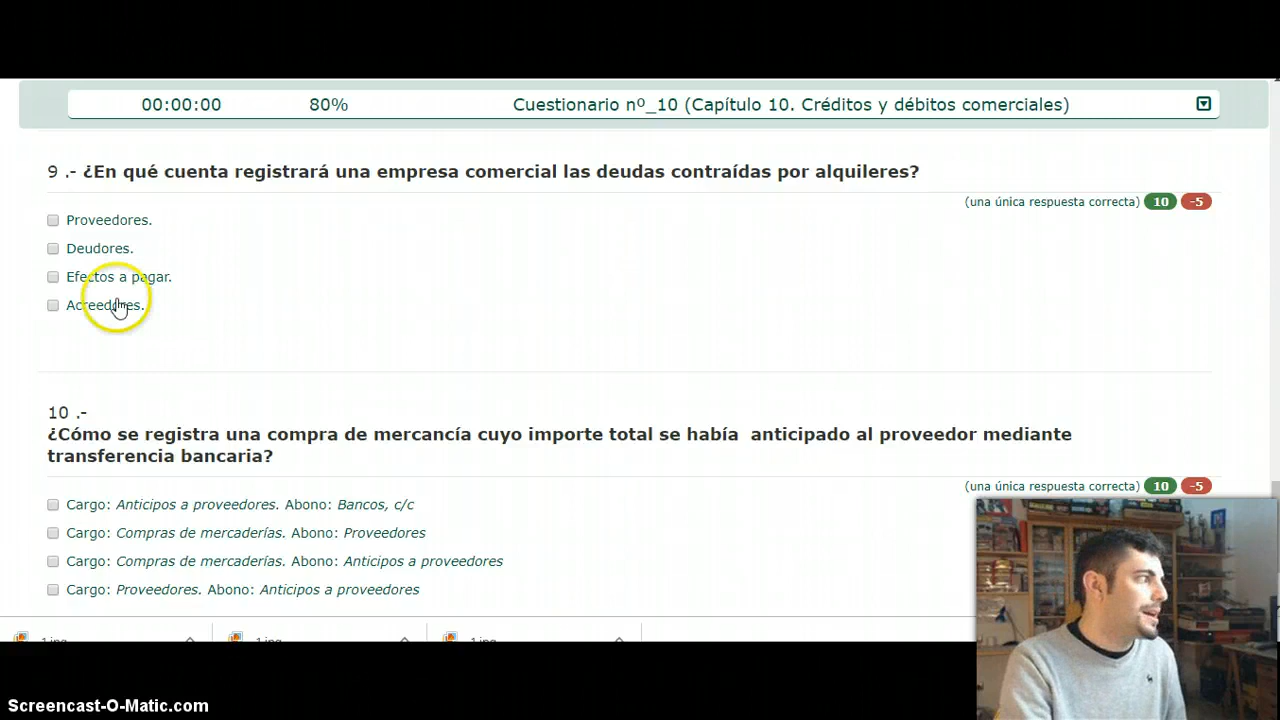 00:00:00 80% Cuestionario nº_10 (Capítulo 10. Créditos y débitos comerciales)
9 .- ¿En qué cuenta registrará una empresa comercial las deudas contraídas por alquileres?
(una única respuesta correcta) 10 -5
Proveedores.
Deudores.
Efectos a pagar.
Acreedores.
10 .-
¿Cómo se registra una compra de mercancía cuyo importe total se había anticipado al proveedor mediante
transferencia bancaria?
(una única respuesta correcta) 10 -5
Cargo: Anticipos a proveedores. Abono: Bancos, c/c
Cargo: Compras de mercaderías. Abono: Proveedores
Cargo: Compras de mercaderías. Abono: Anticipos a proveedores
Cargo: Proveedores. Abono: Anticipos a proveedores
Screencast-O-Matic.com